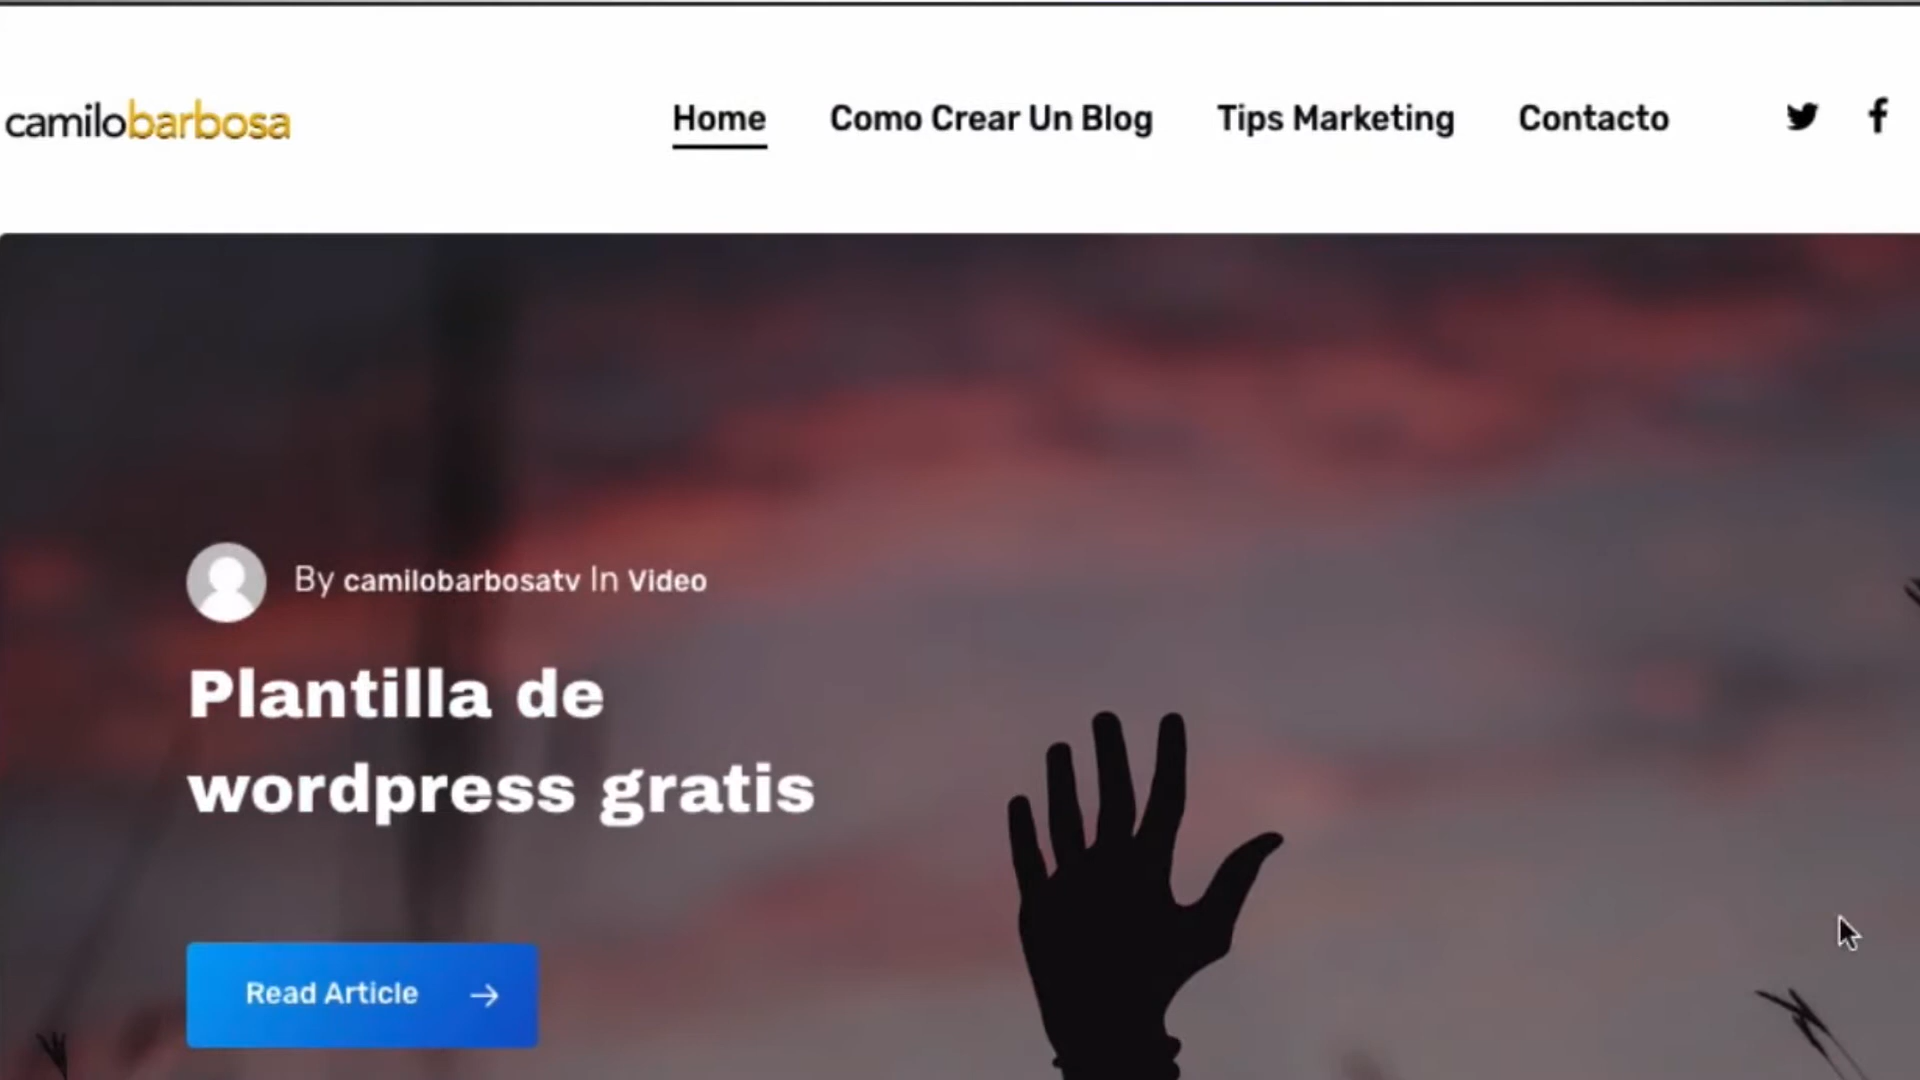 camilobarbosa
Home Como Crear Un Blog Tips Marketing Contacto
By camilobarbosatv In Video
Plantilla de
wordpress gratis
Read Article